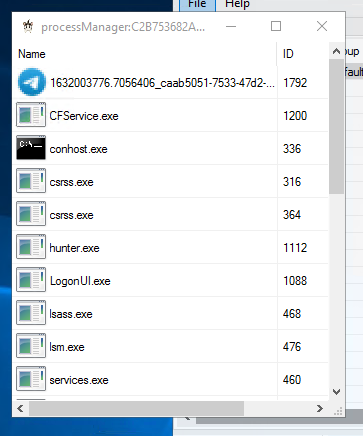 File Help
processManager:C2B753682A...
Name ID
1632003776.7056406_caab5051-7533-47d2-... 1792
CFService.exe 1200
conhost.exe 336
csrss.exe 316
csrss.exe 364
hunter.exe 1112
LogonUI.exe 1088
lsass.exe 468
lsm.exe 476
services.exe 460
oup
efault